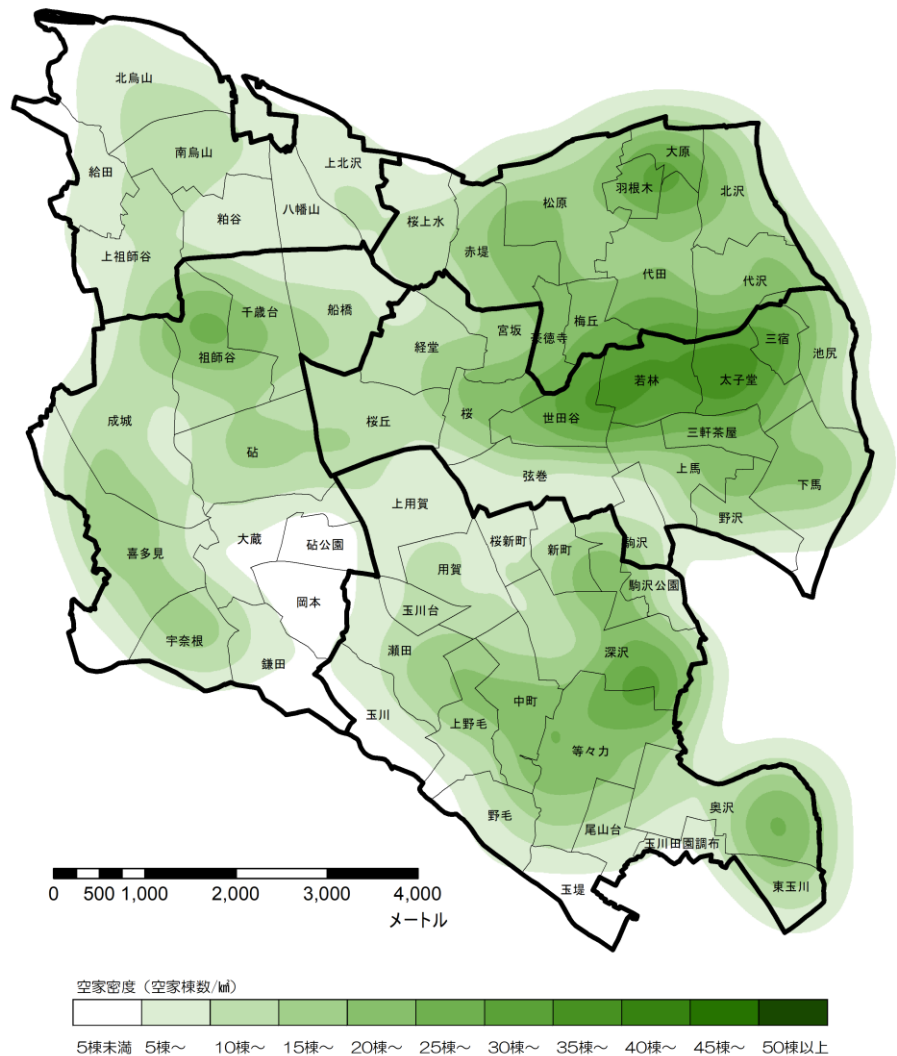 北烏山
南烏山
給田
上北沢
粕谷
八幡山
上祖師谷
大原
羽根木
北沢
松原
桜上水
赤堤
代田
代沢
千歳台
船橋
祖師谷
経堂
宮坂
豪徳寺
梅丘
三宿
池尻
若林
太子堂
成城
桜丘
桜
世田谷
三軒茶屋
砧
弦巻
上馬
下馬
野沢
上用賀
桜新町
新町
駒沢
大蔵
砧公園
喜多見
用賀
駒沢公園
岡本
玉川台
宇奈根
鎌田
瀬田
深沢
玉川
上野毛
中町
等々力
野毛
尾山台
奥沢
玉川田園調布
玉堤
東玉川
0 500 1,000 2,000 3,000 4,000
メートル
空家密度（空家棟数/㎢）
5棟未満 5棟～ 10棟～ 15棟～ 20棟～ 25棟～ 30棟～ 35棟～ 40棟～ 45棟～ 50棟以上